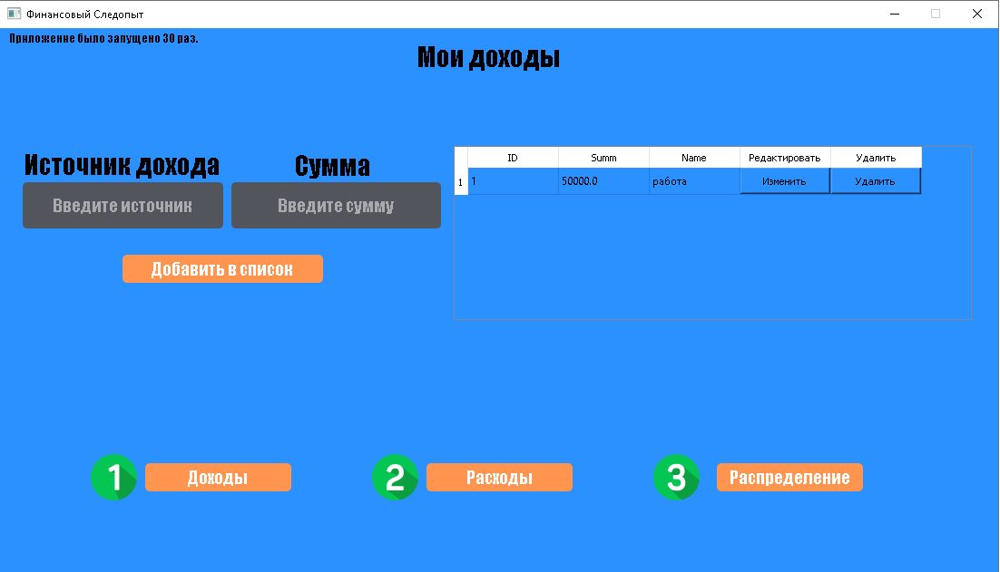 Финансовый Следопыт
Приложение было запущено 30 раз.
Мои доходы
Источник дохода
Сумма
Введите источник
Введите сумму
Добавить в список
ID Summ Name Редактировать Удалить
1 1 50000.0 работа Изменить Удалить
1 Доходы 2 Расходы 3 Распределение